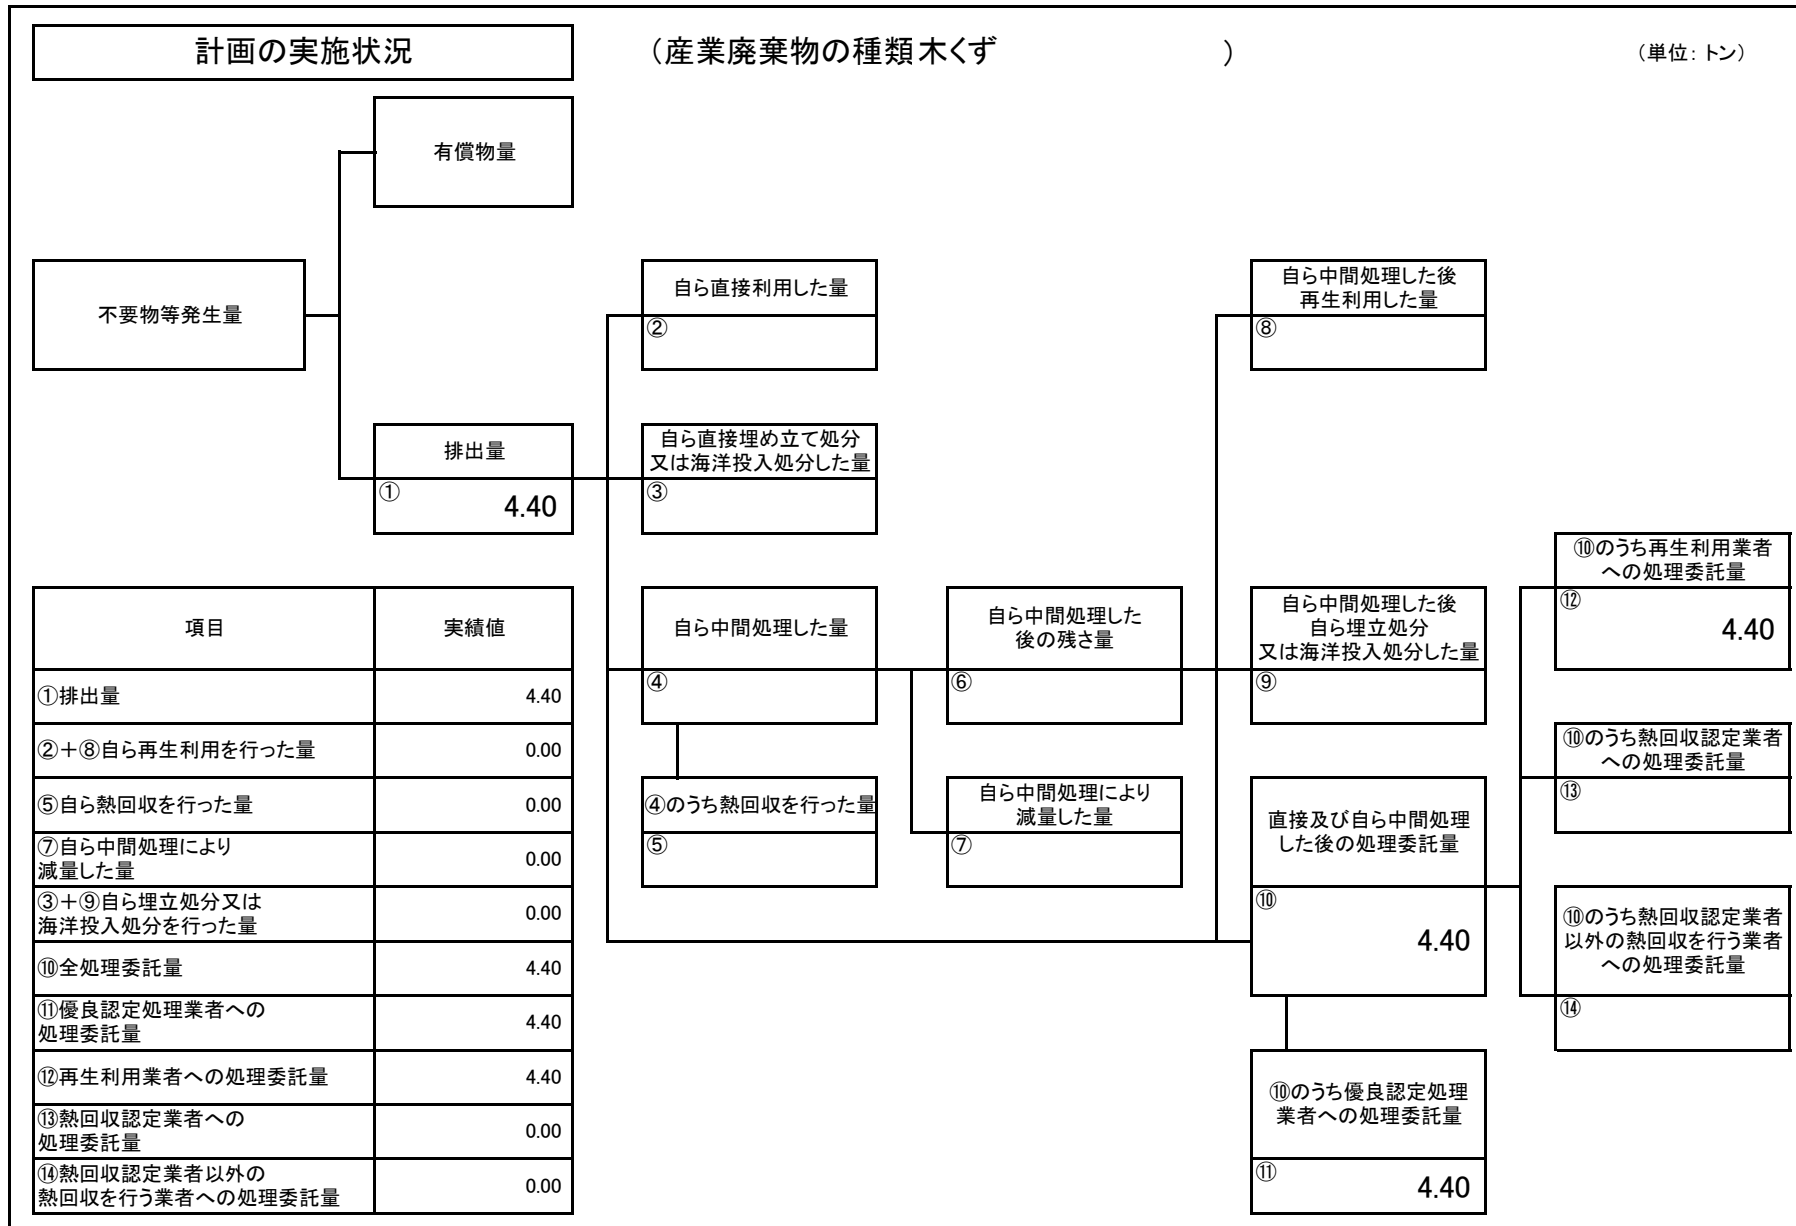 計画の実施状況
（産業廃棄物の種類木くず　　　　　　　　）
（単位：トン）
有償物量
不要物等発生量
自ら直接利用した量
②
自ら中間処理した後
再生利用した量
⑧
排出量
①
4.40
自ら直接埋め立て処分
又は海洋投入処分した量
③
⑩のうち再生利用業者
への処理委託量
⑫
4.40
自ら中間処理した量
④
自ら中間処理した
後の残さ量
⑥
自ら中間処理した後
自ら埋立処分
又は海洋投入処分した量
⑨
⑩のうち熱回収認定業者
への処理委託量
⑬
④のうち熱回収を行った量
⑤
自ら中間処理により
減量した量
⑦
直接及び自ら中間処理
した後の処理委託量
⑩
4.40
⑩のうち熱回収認定業者
以外の熱回収を行う業者
への処理委託量
⑭
⑩のうち優良認定処理
業者への処理委託量
⑪
4.40
項目 実績値
①排出量 4.40
②＋⑧自ら再生利用を行った量 0.00
⑤自ら熱回収を行った量 0.00
⑦自ら中間処理により
減量した量 0.00
③＋⑨自ら埋立処分又は
海洋投入処分を行った量 0.00
⑩全処理委託量 4.40
⑪優良認定処理業者への
処理委託量 4.40
⑫再生利用業者への処理委託量 4.40
⑬熱回収認定業者への
処理委託量 0.00
⑭熱回収認定業者以外の
熱回収を行う業者への処理委託量 0.00